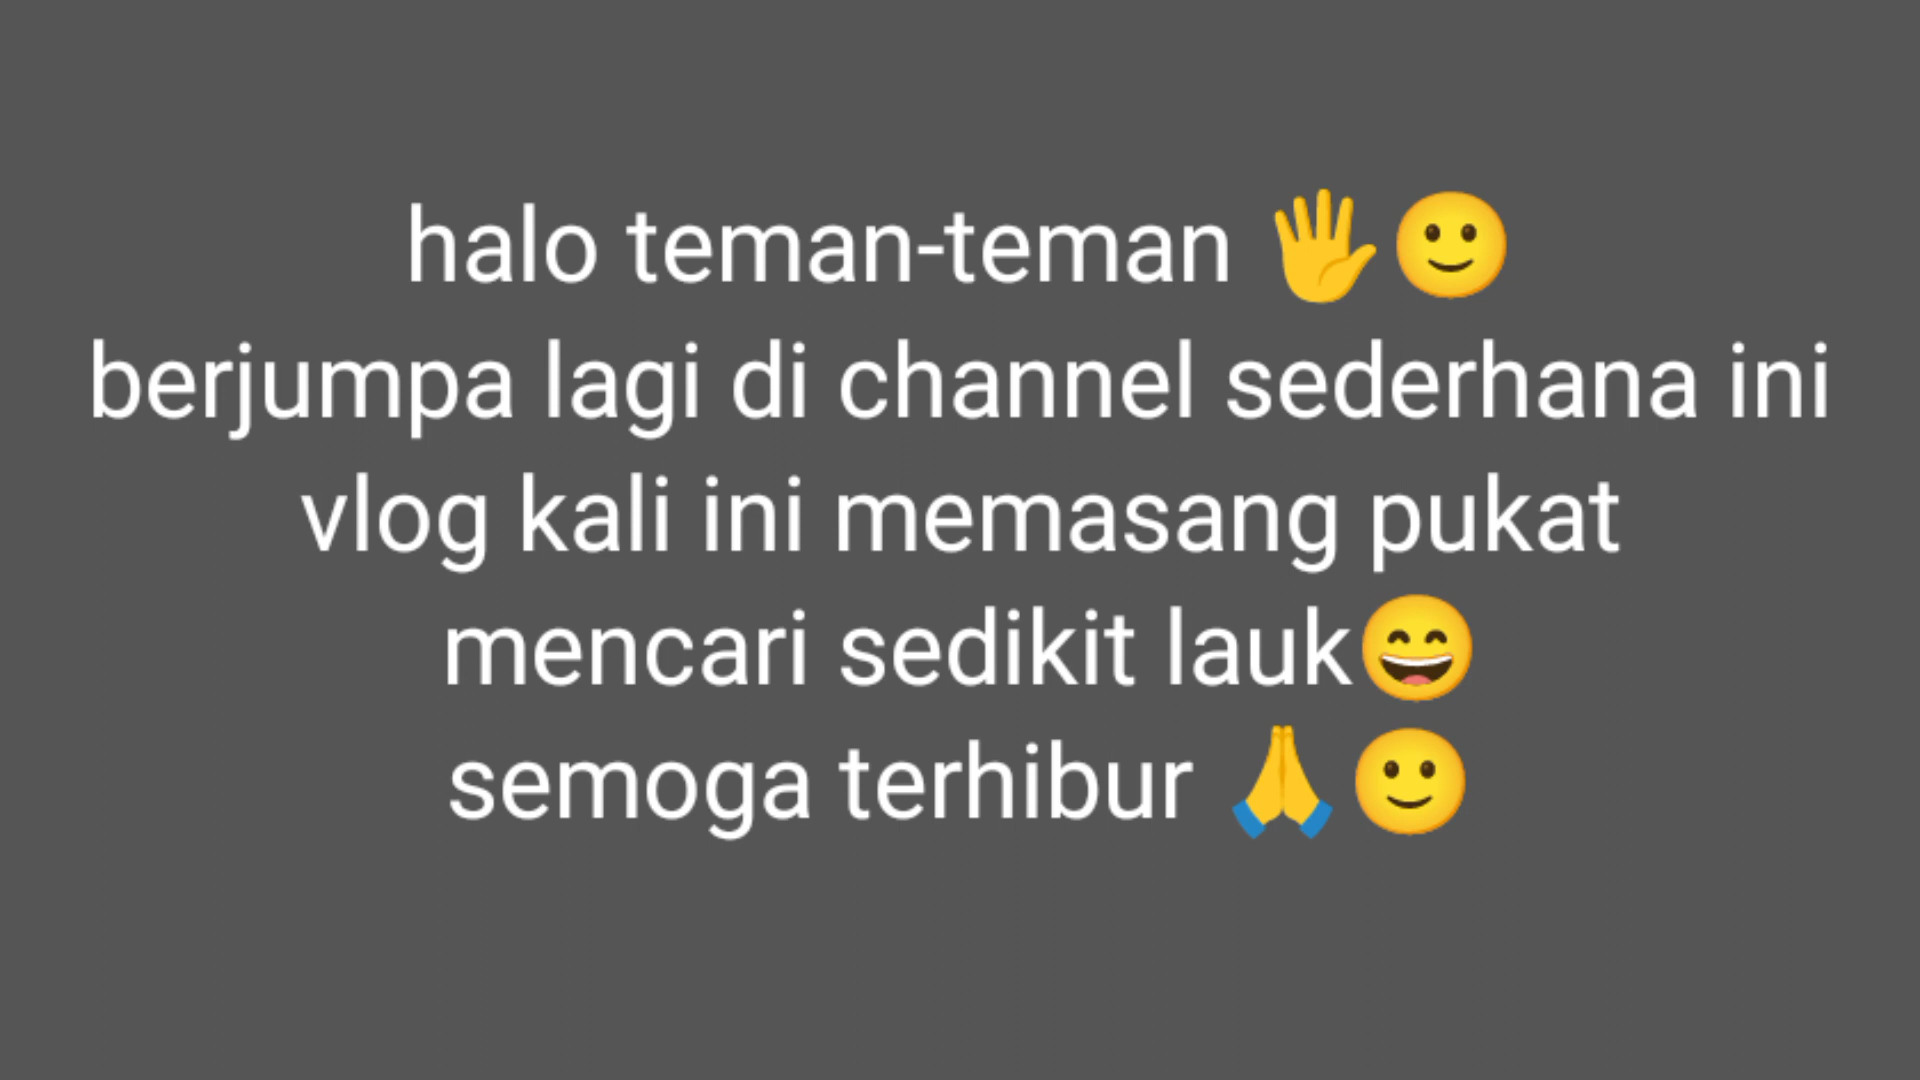 halo teman-teman 🖐️🙂
berjumpa lagi di channel sederhana ini
vlog kali ini memasang pukat
mencari sedikit lauk😄
semoga terhibur 🙏🙂